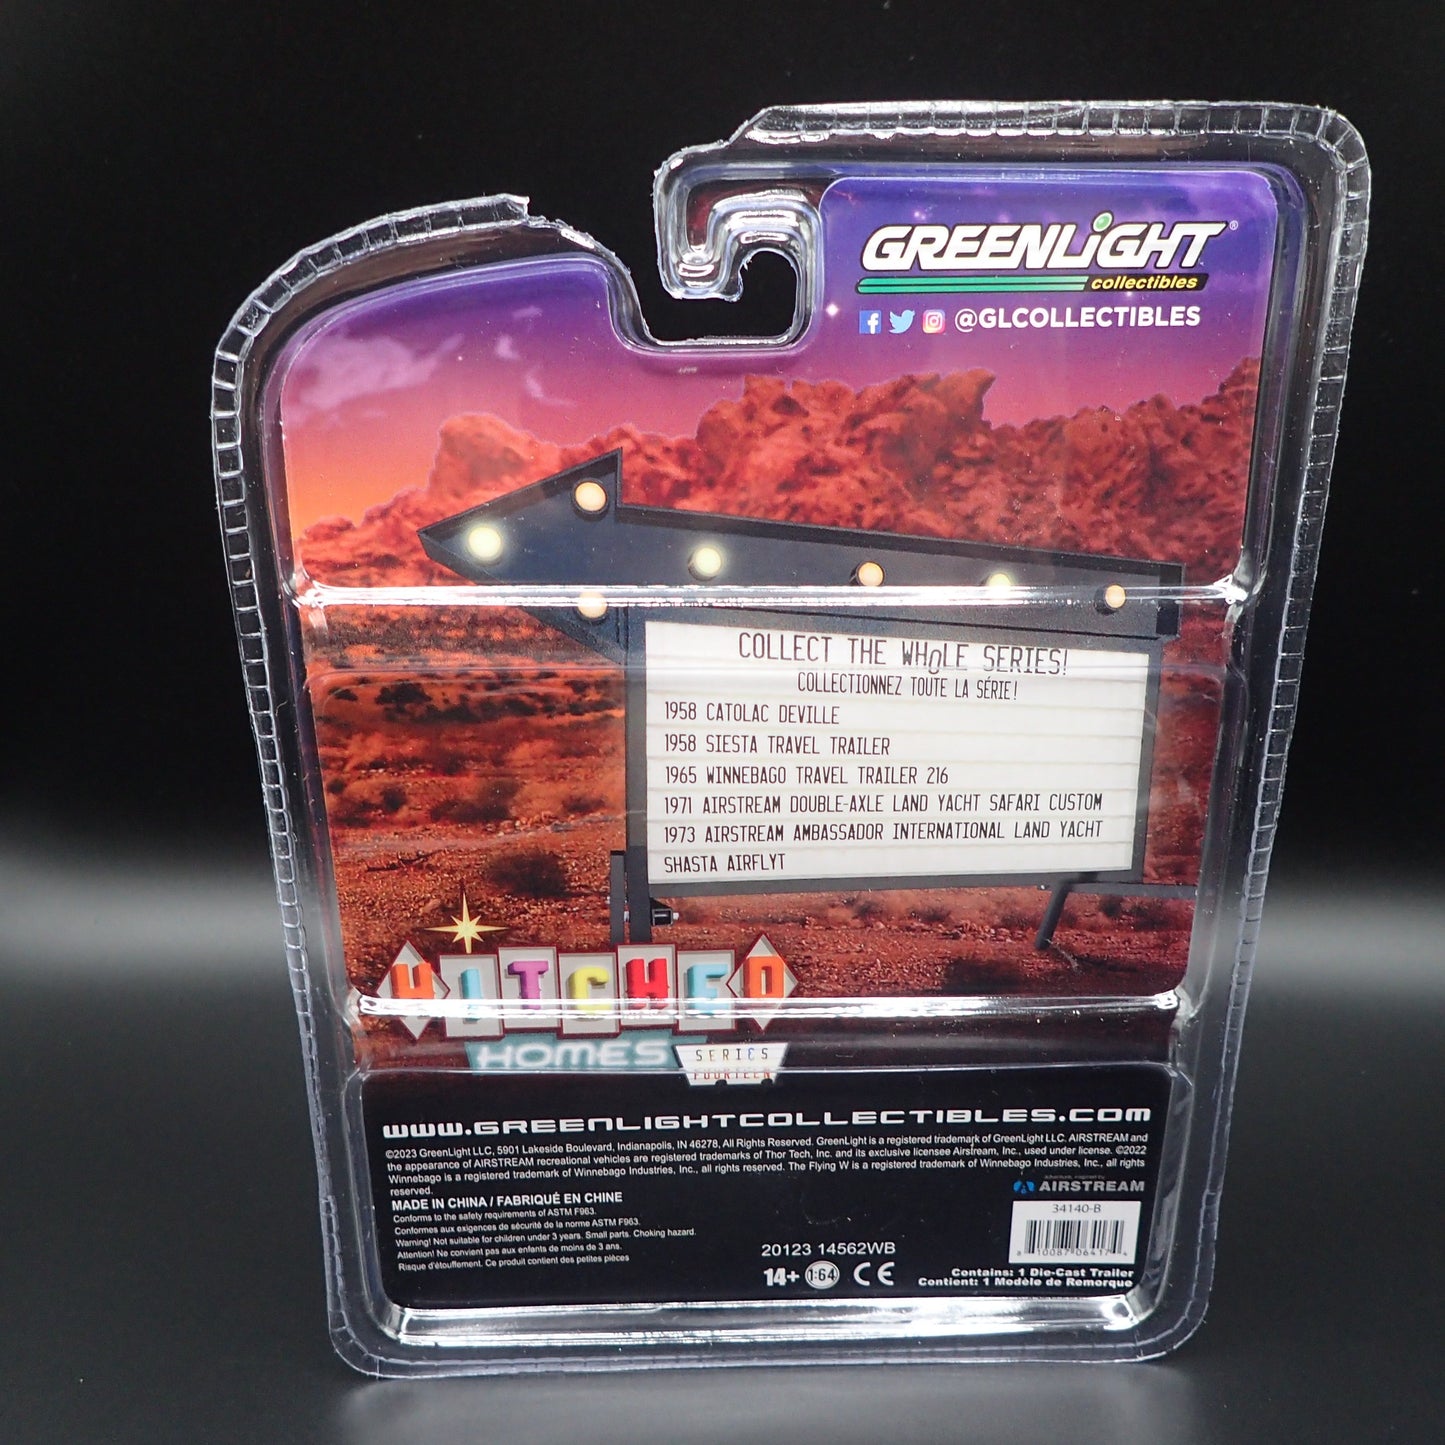 GREENLiGHT®
collectibles
@GLCOLLECTIBLES
COLLECT THE WHOLE SERIES!
COLLECTIONNEZ TOUTE LA SÉRIE!
1958 CATOLAC DEVILLE
1958 SIESTA TRAVEL TRAILER
1965 WINNEBAGO TRAVEL TRAILER 216
1971 AIRSTREAM DOUBLE-AXLE LAND YACHT SAFARI CUSTOM
1973 AIRSTREAM AMBASSADOR INTERNATIONAL LAND YACHT
SHASTA AIRFLYT
HITCHED
HOMES
SERIES
FOURTEEN
WWW.GREENLIGHTCOLLECTIBLES.COM
©2023 GreenLight LLC, 5901 Lakeside Boulevard, Indianapolis, IN 46278, All Rights Reserved. GreenLight is a registered trademark of GreenLight LLC. AIRSTREAM and
the appearance of AIRSTREAM recreational vehicles are registered trademarks of Thor Tech, Inc. and its exclusive licensee Airstream, Inc., used under license. ©2022
Winnebago is a registered trademark of Winnebago Industries, Inc., all rights reserved. The Flying W is a registered trademark of Winnebago Industries, Inc., all rights
reserved.
MADE IN CHINA / FABRIQUÉ EN CHINE
Conforms to the safety requirements of ASTM F963.
Conformes aux exigences de sécurité de la norme ASTM F963.
Warning! Not suitable for children under 3 years. Small parts. Choking hazard.
Attention! Ne convient pas aux enfants de moins de 3 ans.
Risque d'étouffement. Ce produit contient des petites pièces
20123 14562WB
14+ 1:64 CE
AIRSTREAM
34140-B
8 10087 06417 4
Contains: 1 Die-Cast Trailer
Contient: 1 Modèle de Remorque